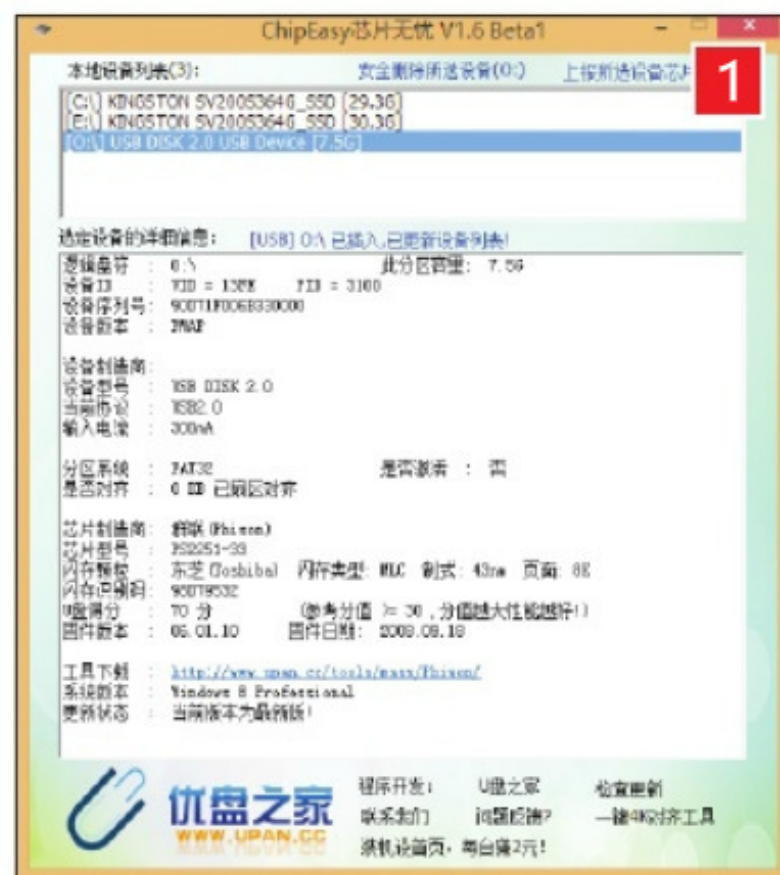 ChipEasy芯片无忧 V1.6 Beta1
1
本地设备列表(3): 安全删除所选设备(O:) 上报所选设备芯片
[C:\] KINGSTON SV200S364G_SSD [29.3G]
[E:\] KINGSTON SV200S364G_SSD [30.3G]
[O:\] USB DISK 2.0 USB Device [7.5G]
选定设备的详细信息: [USB] O:\ 已插入,已更新设备列表!
逻辑盘符 : O:\ 此分区容量: 7.5G
设备ID : VID = 13FE PID = 3100
设备序列号:
设备版本 : PMAP
设备制造商:
设备型号 : USB DISK 2.0
当前协议 : USB2.0
输入电流 : 300mA
分区系统 : FAT32 是否激活 : 否
是否对齐 : 0 KB 已扇区对齐
芯片制造商: 群联(Phison)
芯片型号 : PS2251-33
闪存颗粒 : 东芝(Toshiba) 闪存类型: MLC 制式: 43nm 页面: 8K
闪存识别码:
U盘得分 : 70 分 (参考分值 >= 30 , 分值越大性能越好!)
固件版本 : 06.01.10 固件日期:
工具下载 : http://www.upan.cc/tools/mass/Phison/
系统版本 : Windows 8 Professional
更新状态 : 当前版本为最新版!
优盘之家
WWW.UPAN.CC
程序开发: U盘之家 检查更新
联系我们 问题反馈? 一键4K对齐工具
装机设首页,每台赚2元!